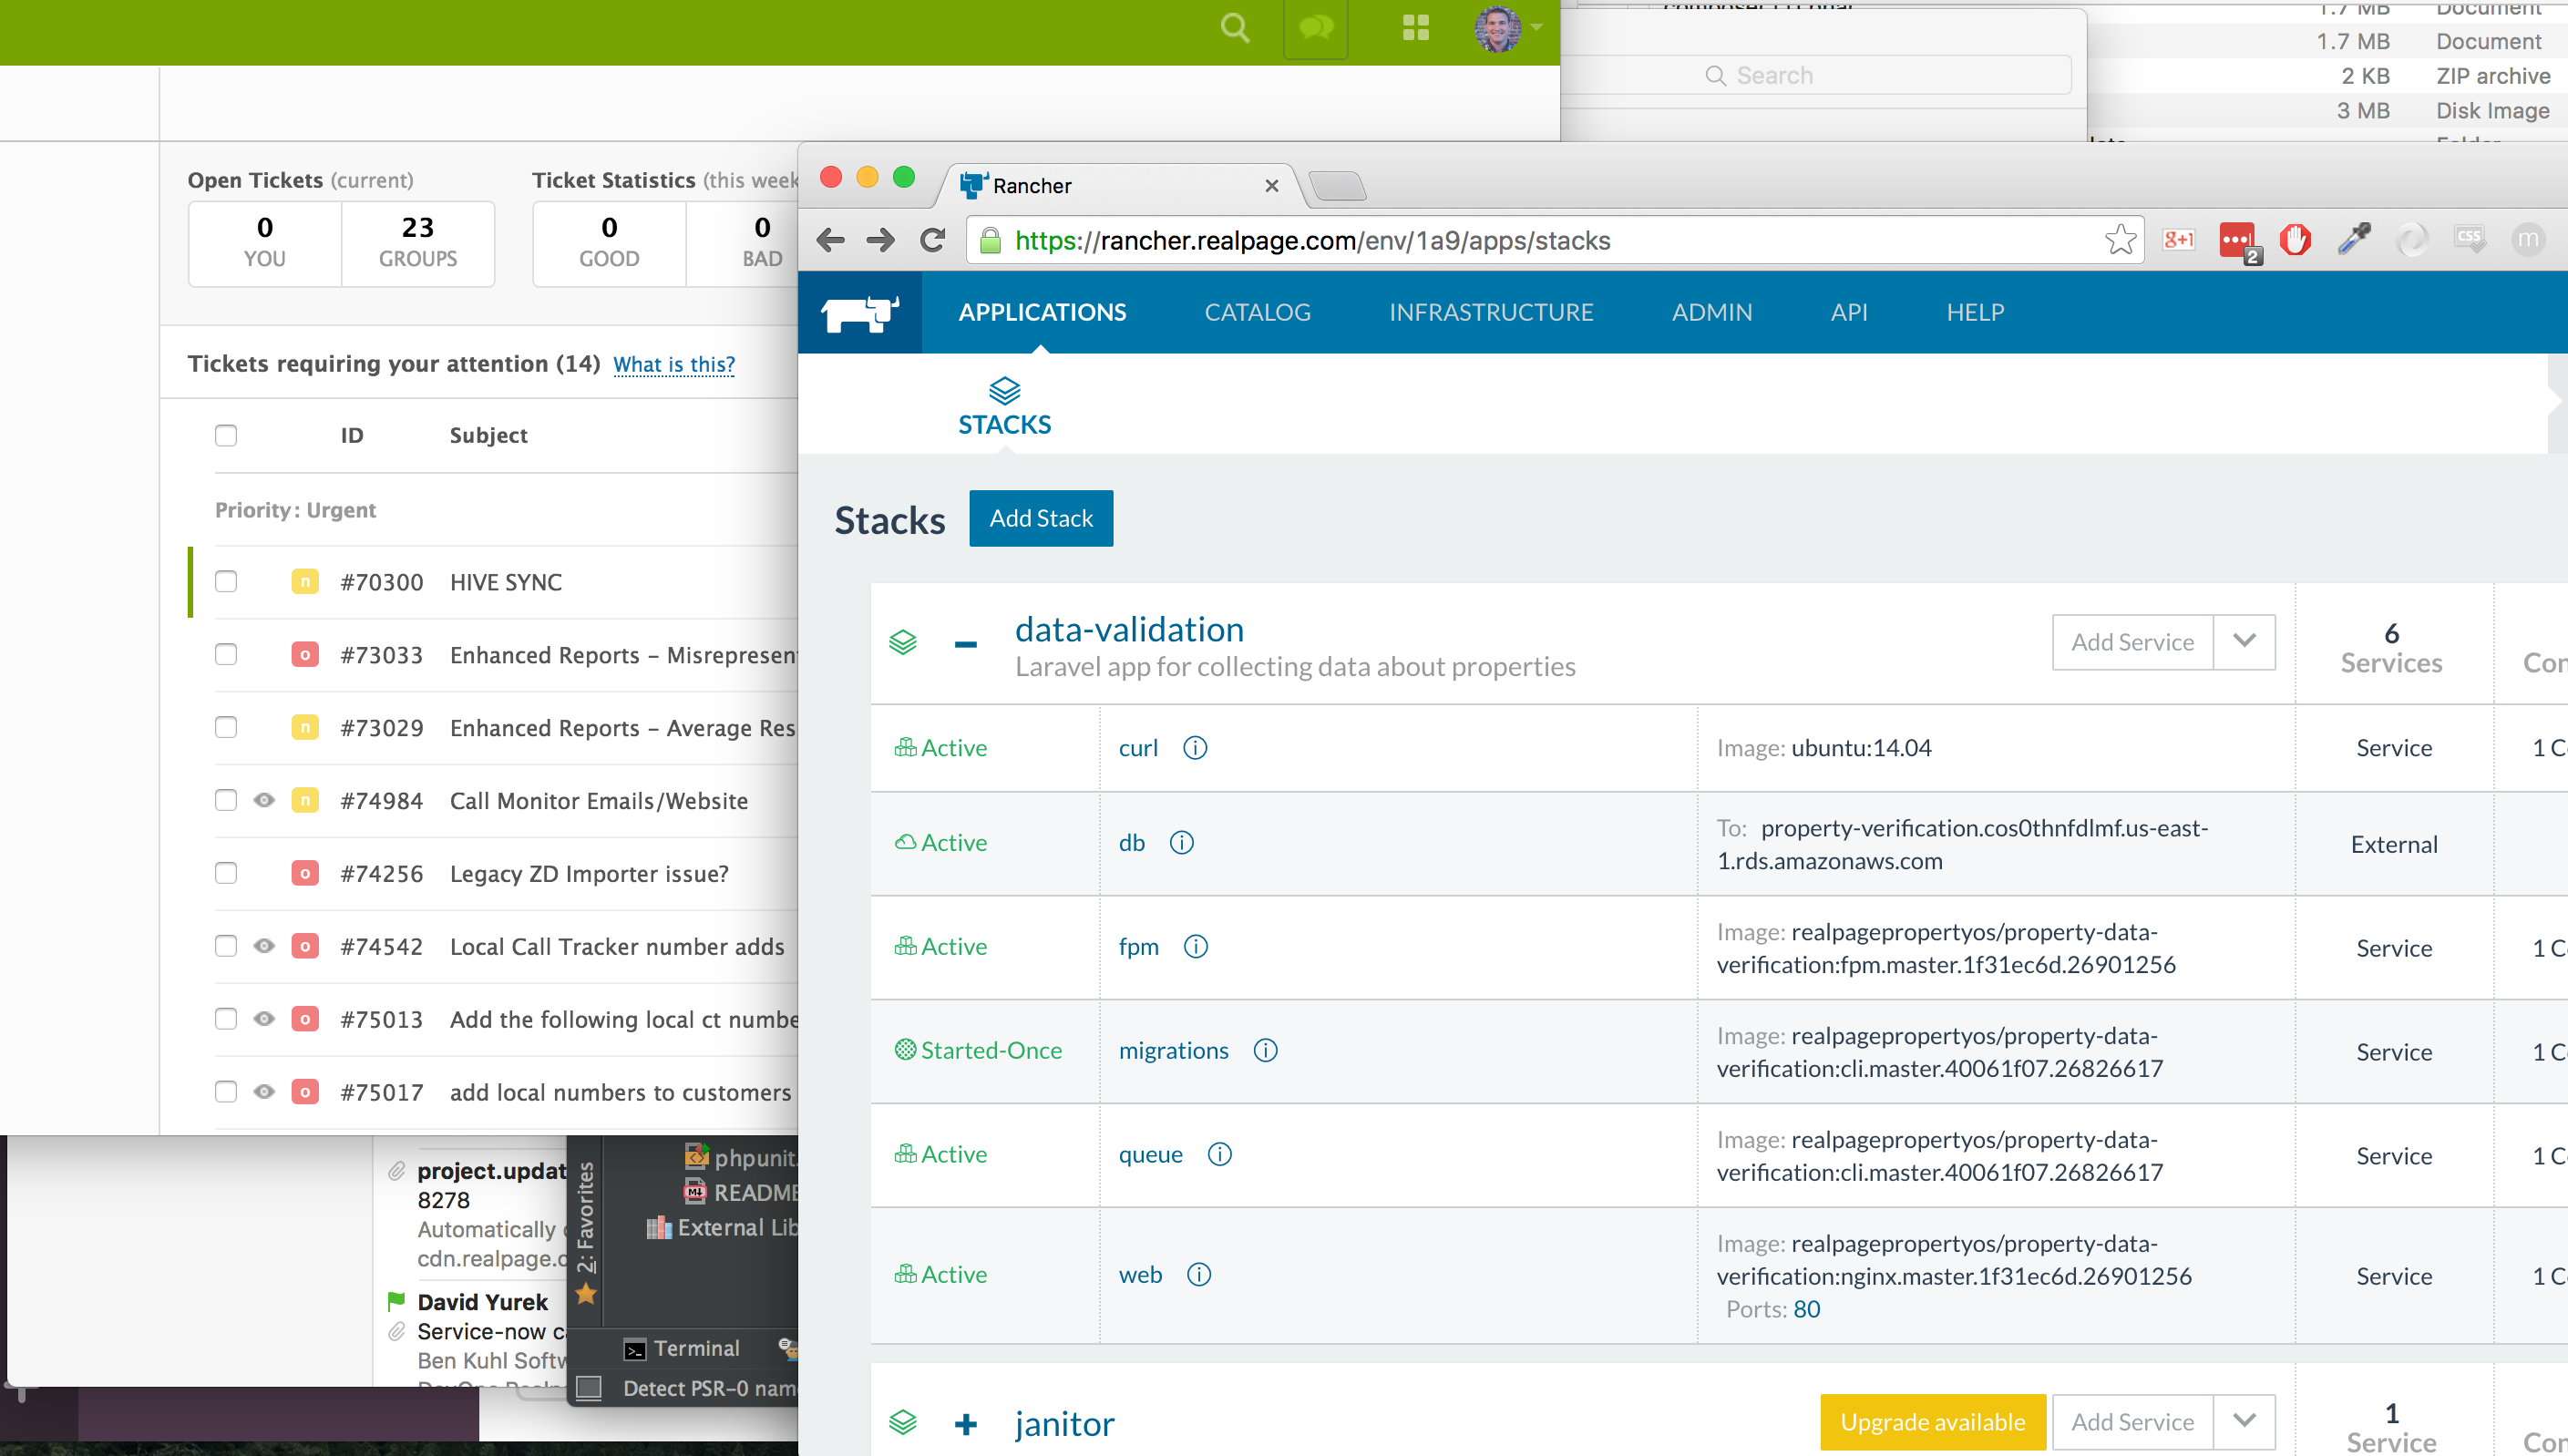 1.7 MB Document
1.7 MB Document
2 KB ZIP archive
3 MB Disk Image
Search
Open Tickets (current)
0 YOU
23 GROUPS
Ticket Statistics (this week
0 GOOD
0 BAD
Tickets requiring your attention (14) What is this?
ID Subject
Priority: Urgent
n #70300 HIVE SYNC
o #73033 Enhanced Reports – Misrepresent
n #73029 Enhanced Reports – Average Res
n #74984 Call Monitor Emails/Website
o #74256 Legacy ZD Importer issue?
o #74542 Local Call Tracker number adds
o #75013 Add the following local ct numbe
o #75017 add local numbers to customers
project.updat
8278
Automatically
cdn.realpage.c
David Yurek
Service-now c
Ben Kuhl Softw
2: Favorites
phpunit.
README
External Lib
Terminal
Detect PSR-0 nam
Rancher
https://rancher.realpage.com/env/1a9/apps/stacks
g+1
2
CSS
m
APPLICATIONS CATALOG INFRASTRUCTURE ADMIN API HELP
STACKS
Stacks Add Stack
data-validation
Laravel app for collecting data about properties
Add Service
6
Services
Con
Active curl Image: ubuntu:14.04 Service 1 C
Active db To: property-verification.cos0thnfdlmf.us-east-
1.rds.amazonaws.com External
Active fpm Image: realpagepropertyos/property-data-
verification:fpm.master.1f31ec6d.26901256 Service 1 C
Started-Once migrations Image: realpagepropertyos/property-data-
verification:cli.master.40061f07.26826617 Service 1 C
Active queue Image: realpagepropertyos/property-data-
verification:cli.master.40061f07.26826617 Service 1 C
Active web Image: realpagepropertyos/property-data-
verification:nginx.master.1f31ec6d.26901256
Ports: 80 Service 1 C
janitor
Upgrade available Add Service
1
Service
Con